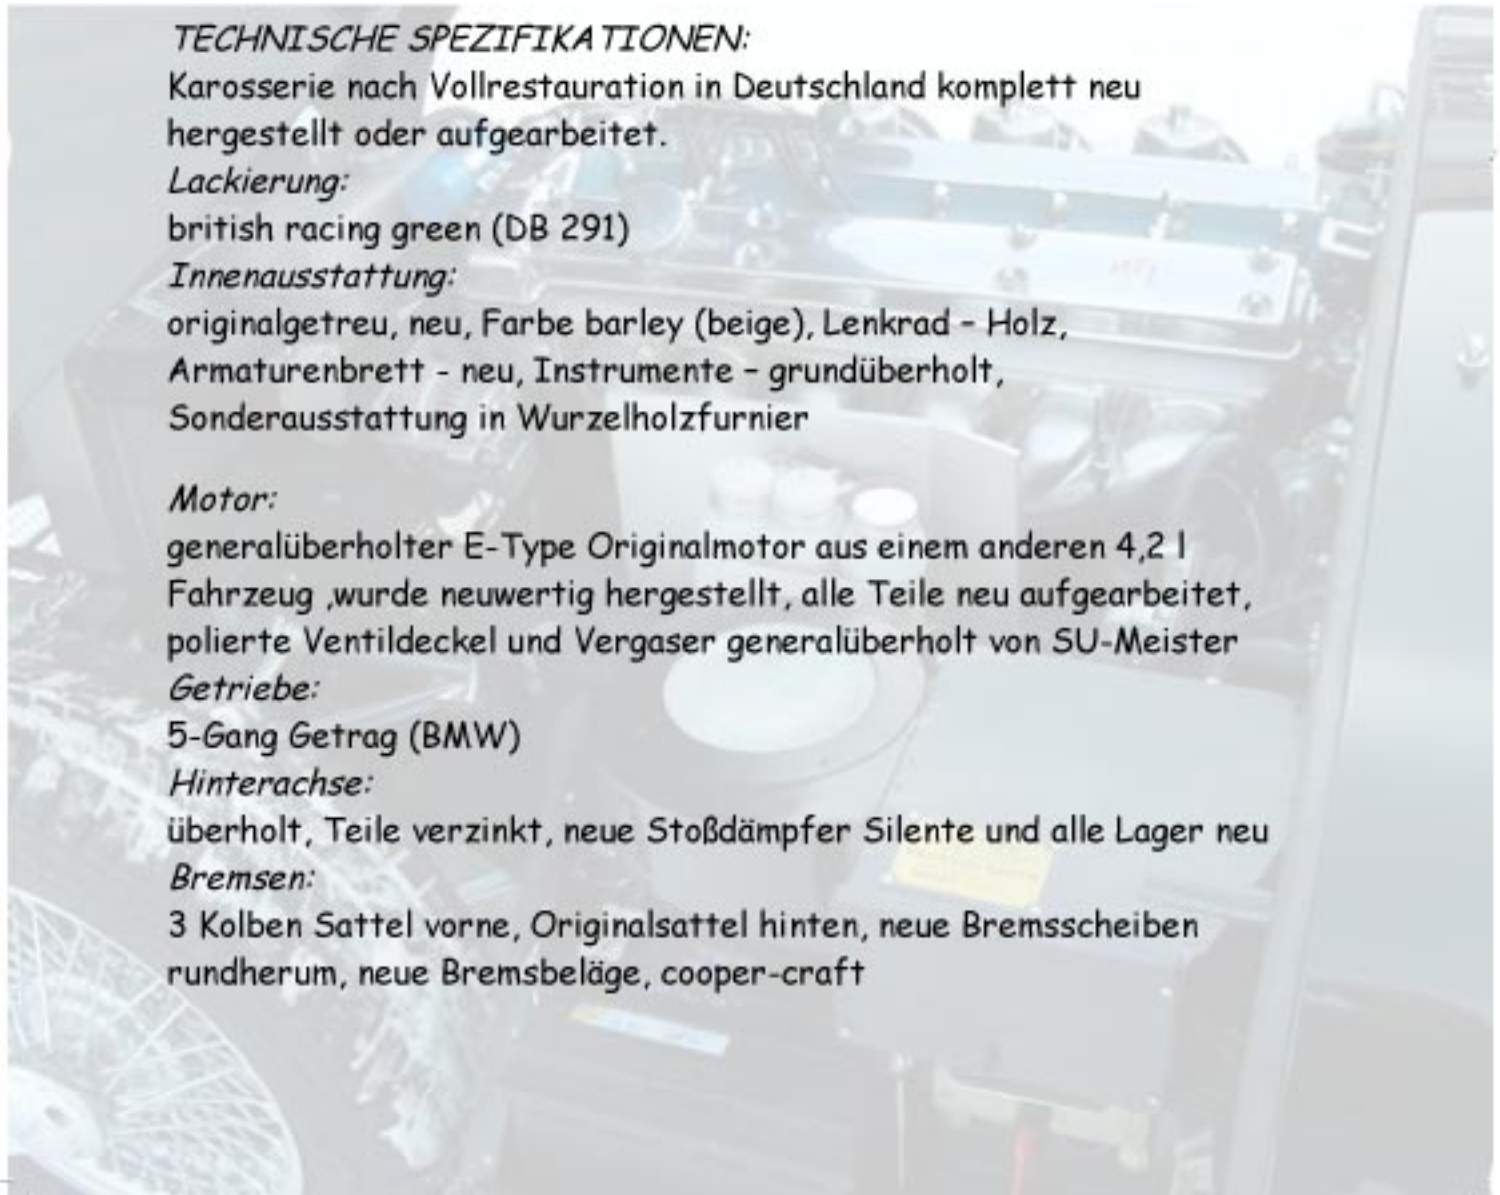 TECHNISCHE SPEZIFIKATIONEN:
Karosserie nach Vollrestauration in Deutschland komplett neu
hergestellt oder aufgearbeitet.
Lackierung:
british racing green (DB 291)
Innenausstattung:
originalgetreu, neu, Farbe barley (beige), Lenkrad – Holz,
Armaturenbrett - neu, Instrumente – grundüberholt,
Sonderausstattung in Wurzelholzfurnier
Motor:
generalüberholter E-Type Originalmotor aus einem anderen 4,2 l
Fahrzeug ,wurde neuwertig hergestellt, alle Teile neu aufgearbeitet,
polierte Ventildeckel und Vergaser generalüberholt von SU-Meister
Getriebe:
5-Gang Getrag (BMW)
Hinterachse:
überholt, Teile verzinkt, neue Stoßdämpfer Silente und alle Lager neu
Bremsen:
3 Kolben Sattel vorne, Originalsattel hinten, neue Bremsscheiben
rundherum, neue Bremsbeläge, cooper-craft